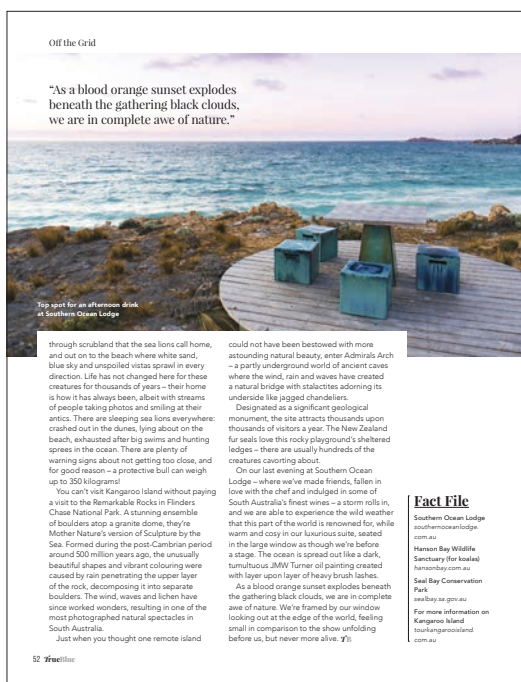 Off the Grid
“As a blood orange sunset explodes
beneath the gathering black clouds,
we are in complete awe of nature.”
Top spot for an afternoon drink
at Southern Ocean Lodge
through scrubland that the sea lions call home,
and out on to the beach where white sand,
blue sky and unspoiled vistas sprawl in every
direction. Life has not changed here for these
creatures for thousands of years – their home
is how it has always been, albeit with streams
of people taking photos and smiling at their
antics. There are sleeping sea lions everywhere:
crashed out in the dunes, lying about on the
beach, exhausted after big swims and hunting
sprees in the ocean. There are plenty of
warning signs about not getting too close, and
for good reason – a protective bull can weigh
up to 350 kilograms!
You can’t visit Kangaroo Island without paying
a visit to the Remarkable Rocks in Flinders
Chase National Park. A stunning ensemble
of boulders atop a granite dome, they’re
Mother Nature’s version of Sculpture by the
Sea. Formed during the post-Cambrian period
around 500 million years ago, the unusually
beautiful shapes and vibrant colouring were
caused by rain penetrating the upper layer
of the rock, decomposing it into separate
boulders. The wind, waves and lichen have
since worked wonders, resulting in one of the
most photographed natural spectacles in
South Australia.
Just when you thought one remote island
could not have been bestowed with more
astounding natural beauty, enter Admirals Arch
– a partly underground world of ancient caves
where the wind, rain and waves have created
a natural bridge with stalactites adorning its
underside like jagged chandeliers.
Designated as a significant geological
monument, the site attracts thousands upon
thousands of visitors a year. The New Zealand
fur seals love this rocky playground’s sheltered
ledges – there are usually hundreds of the
creatures cavorting about.
On our last evening at Southern Ocean
Lodge – where we’ve made friends, fallen in
love with the chef and indulged in some of
South Australia’s finest wines – a storm rolls in,
and we are able to experience the wild weather
that this part of the world is renowned for, while
warm and cosy in our luxurious suite, seated
in the large window as though we’re before
a stage. The ocean is spread out like a dark,
tumultuous JMW Turner oil painting created
with layer upon layer of heavy brush lashes.
As a blood orange sunset explodes beneath
the gathering black clouds, we are in complete
awe of nature. We’re framed by our window
looking out at the edge of the world, feeling
small in comparison to the show unfolding
before us, but never more alive. TB
Fact File
Southern Ocean Lodge
southernoceanlodge.
com.au
Hanson Bay Wildlife
Sanctuary (for koalas)
hansonbay.com.au
Seal Bay Conservation
Park
sealbay.sa.gov.au
For more information on
Kangaroo Island
tourkangarooisland.
com.au
52 TrueBlue